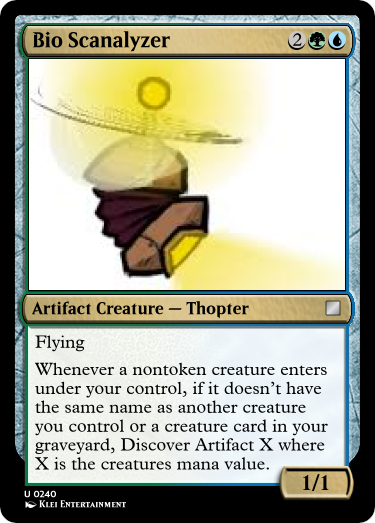 Bio Scanalyzer 2
Artifact Creature — Thopter
Flying
Whenever a nontoken creature enters
under your control, if it doesn't have
the same name as another creature
you control or a creature card in your
graveyard, Discover Artifact X where
X is the creatures mana value.
1/1
U 0240
Klei Entertainment